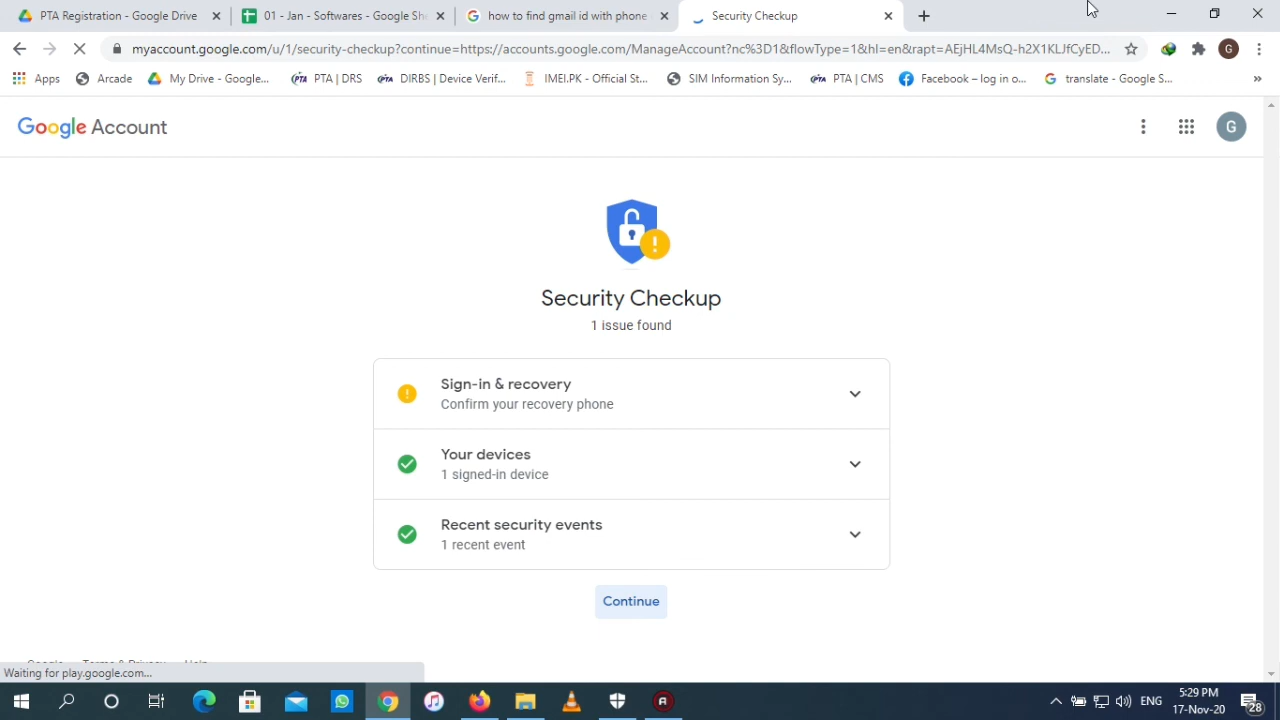 PTA Registration - Google Drive
01 - Jan - Softwares - Google She
how to find gmail id with phone
Security Checkup
myaccount.google.com/u/1/security-checkup?continue=https://accounts.google.com/ManageAccount?nc%3D1&flowType=1&hl=en&rapt=AEjHL4MsQ-h2X1KLJfCyED...
G
Apps
Arcade
My Drive - Google...
PTA | DRS
DIRBS | Device Verif...
IMEI.PK - Official St...
SIM Information Sy...
PTA | CMS
Facebook – log in o...
translate - Google S...
»
Google Account
G
Security Checkup
1 issue found
Sign-in & recovery
Confirm your recovery phone
Your devices
1 signed-in device
Recent security events
1 recent event
Continue
Google Terms & Privacy Help
Waiting for play.google.com...
ENG
5:29 PM
17-Nov-20
28